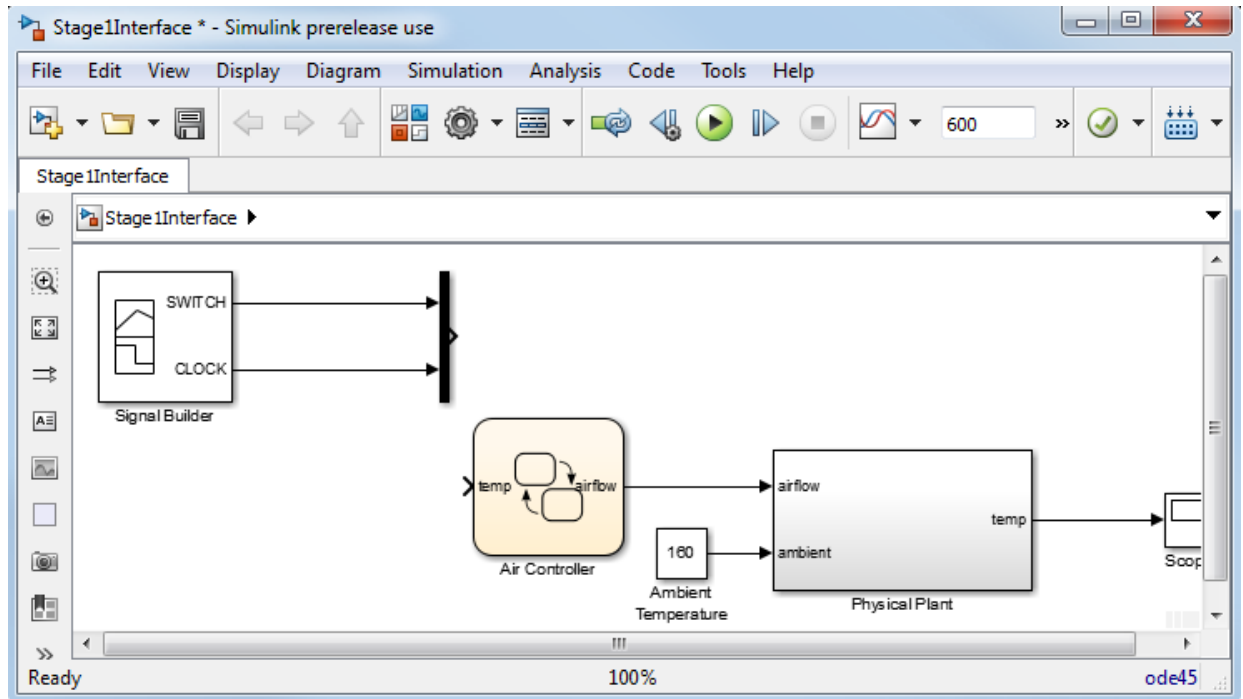 Stage1Interface * - Simulink prerelease use
File Edit View Display Diagram Simulation Analysis Code Tools Help
600 »
Stage1Interface
Stage1Interface
SWITCH
CLOCK
Signal Builder
temp airflow
Air Controller
160
Ambient
Temperature
airflow
temp
ambient
Physical Plant
Scop
A
»
Ready 100% ode45